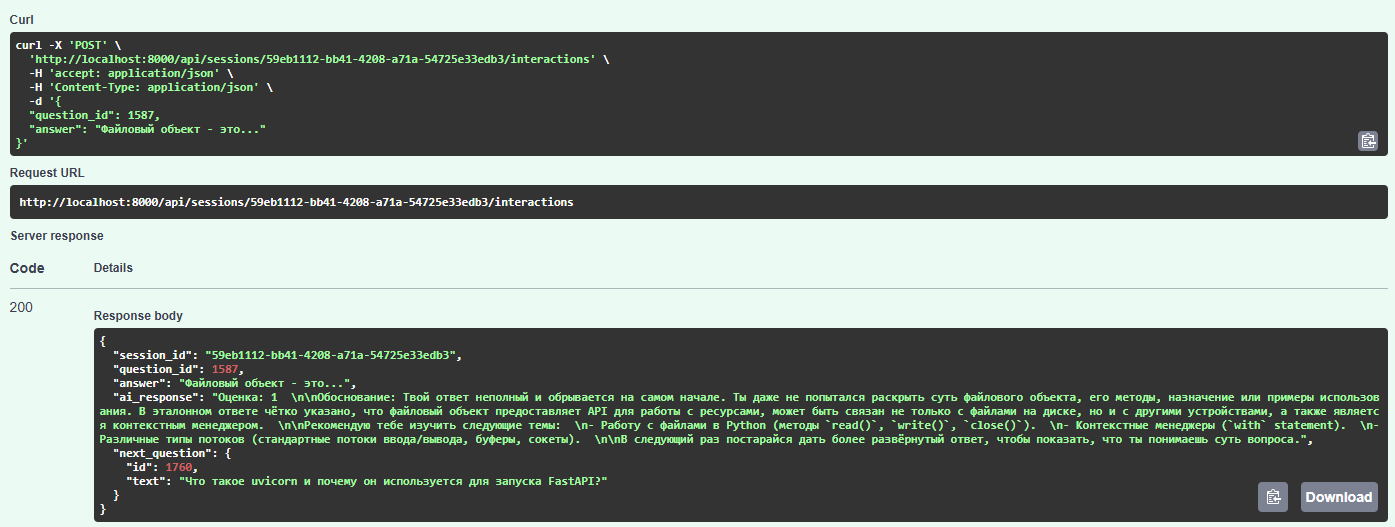 Curl
curl -X 'POST' \
'http://localhost:8000/api/sessions/59eb1112-bb41-4208-a71a-54725e33edb3/interactions' \
-H 'accept: application/json' \
-H 'Content-Type: application/json' \
-d '{
"question_id": 1587,
"answer": "Файловый объект - это..."
}'
Request URL
http://localhost:8000/api/sessions/59eb1112-bb41-4208-a71a-54725e33edb3/interactions
Server response
Code Details
200
Response body
{
"session_id": "59eb1112-bb41-4208-a71a-54725e33edb3",
"question_id": 1587,
"answer": "Файловый объект - это...",
"ai_response": "Оценка: 1  \n\nОбоснование: Твой ответ неполный и обрывается на самом начале. Ты даже не попытался раскрыть суть файлового объекта, его методы, назначение или примеры использов
ания. В эталонном ответе чётко указано, что файловый объект предоставляет API для работы с ресурсами, может быть связан не только с файлами на диске, но и с другими устройствами, а также являетс
я контекстным менеджером.  \n\nРекомендую тебе изучить следующие темы:  \n- Работу с файлами в Python (методы `read()`, `write()`, `close()`).  \n- Контекстные менеджеры (`with` statement).  \n-
Различные типы потоков (стандартные потоки ввода/вывода, буферы, сокеты).  \n\nВ следующий раз постарайся дать более развёрнутый ответ, чтобы показать, что ты понимаешь суть вопроса.",
"next_question": {
"id": 1760,
"text": "Что такое uvicorn и почему он используется для запуска FastAPI?"
}
}
Download